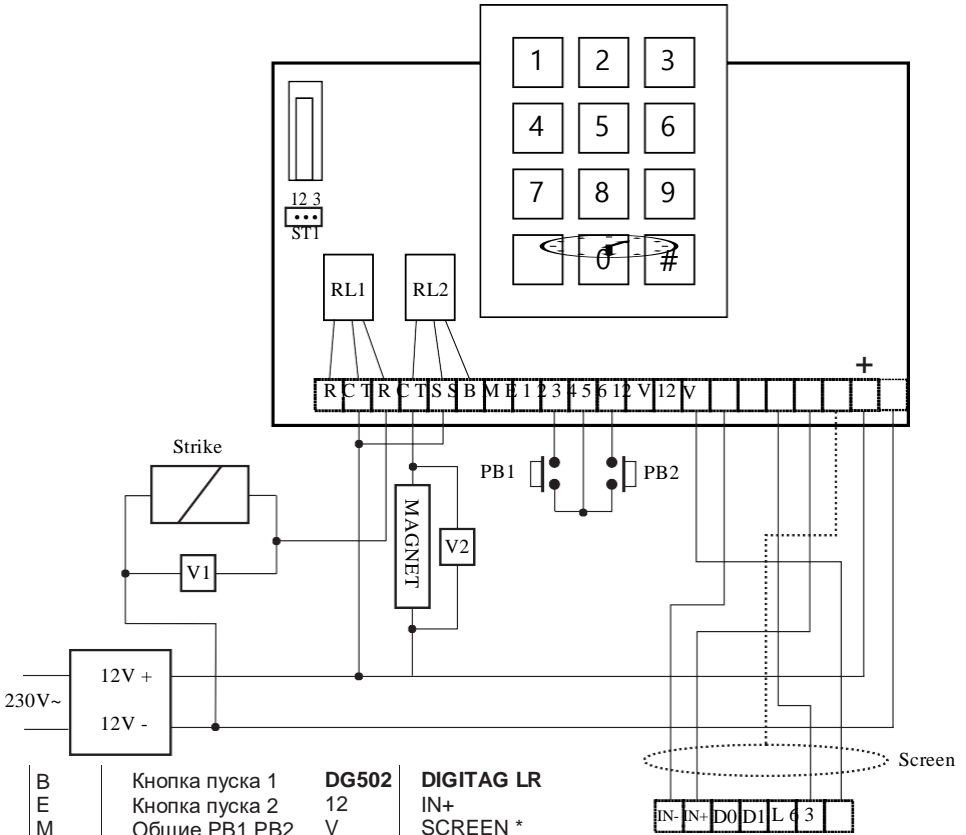 1 2 3
4 5 6
7 8 9
0 #
12 3
ST1
RL1 RL2
+
R C T R C T S S B M E 1 2 3 4 5 6 12 V 12 V
Strike
PB1 PB2
MAGNET
V2
V1
12V +
230V~
12V -
Screen
B Кнопка пуска 1 DG502 DIGITAG LR
E Кнопка пуска 2 12 IN+
M Общие PB1 PB2 V SCREEN *
IN- IN+ D0 D1 L 6 3